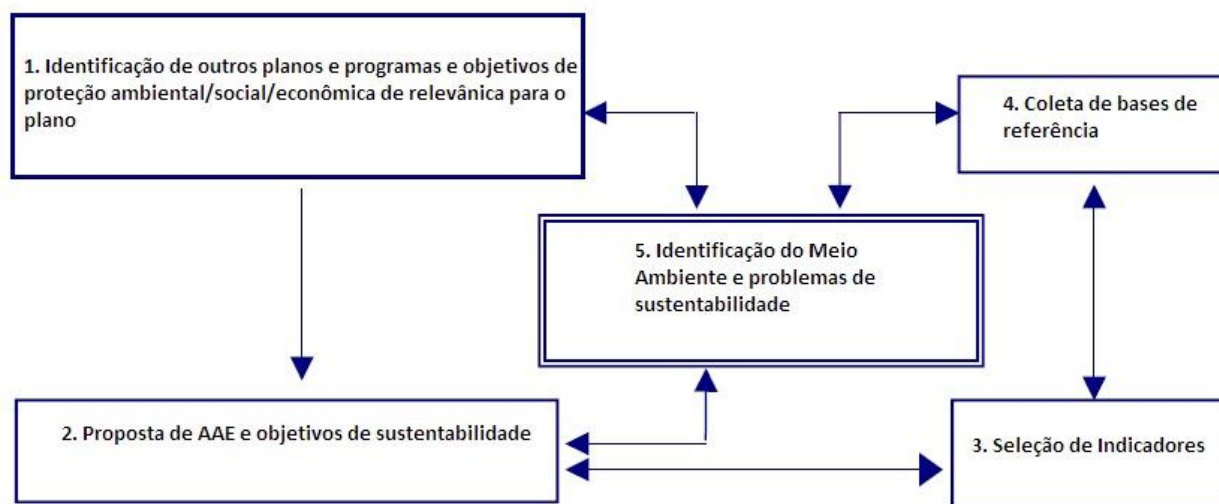 1. Identificação de outros planos e programas e objetivos de
proteção ambiental/social/econômica de relevânica para o
plano
4. Coleta de bases de
referência
5. Identificação do Meio
Ambiente e problemas de
sustentabilidade
2. Proposta de AAE e objetivos de sustentabilidade
3. Seleção de Indicadores